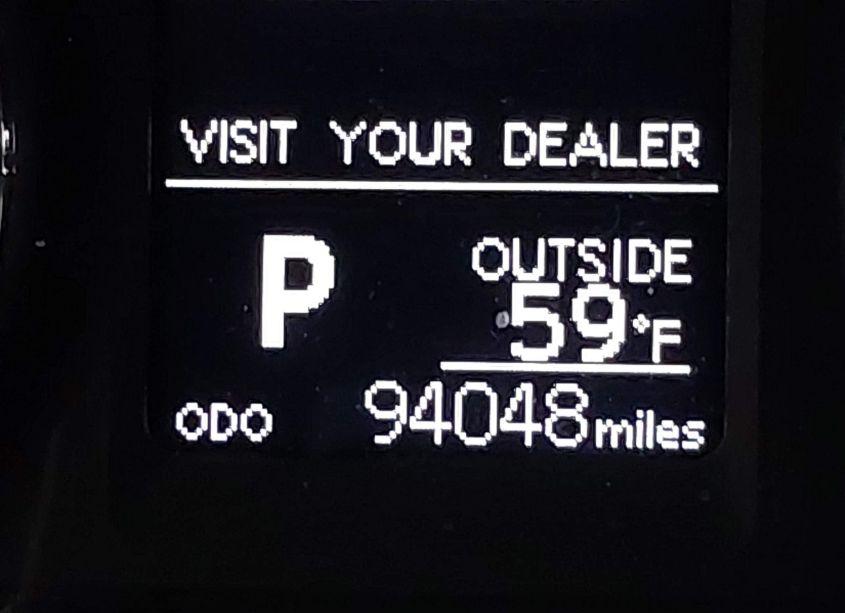 VISIT YOUR DEALER
P
OUTSIDE
59°F
ODO 94048 miles